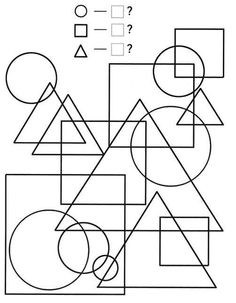 ○ — □ ?
□ — □ ?
△ — □ ?